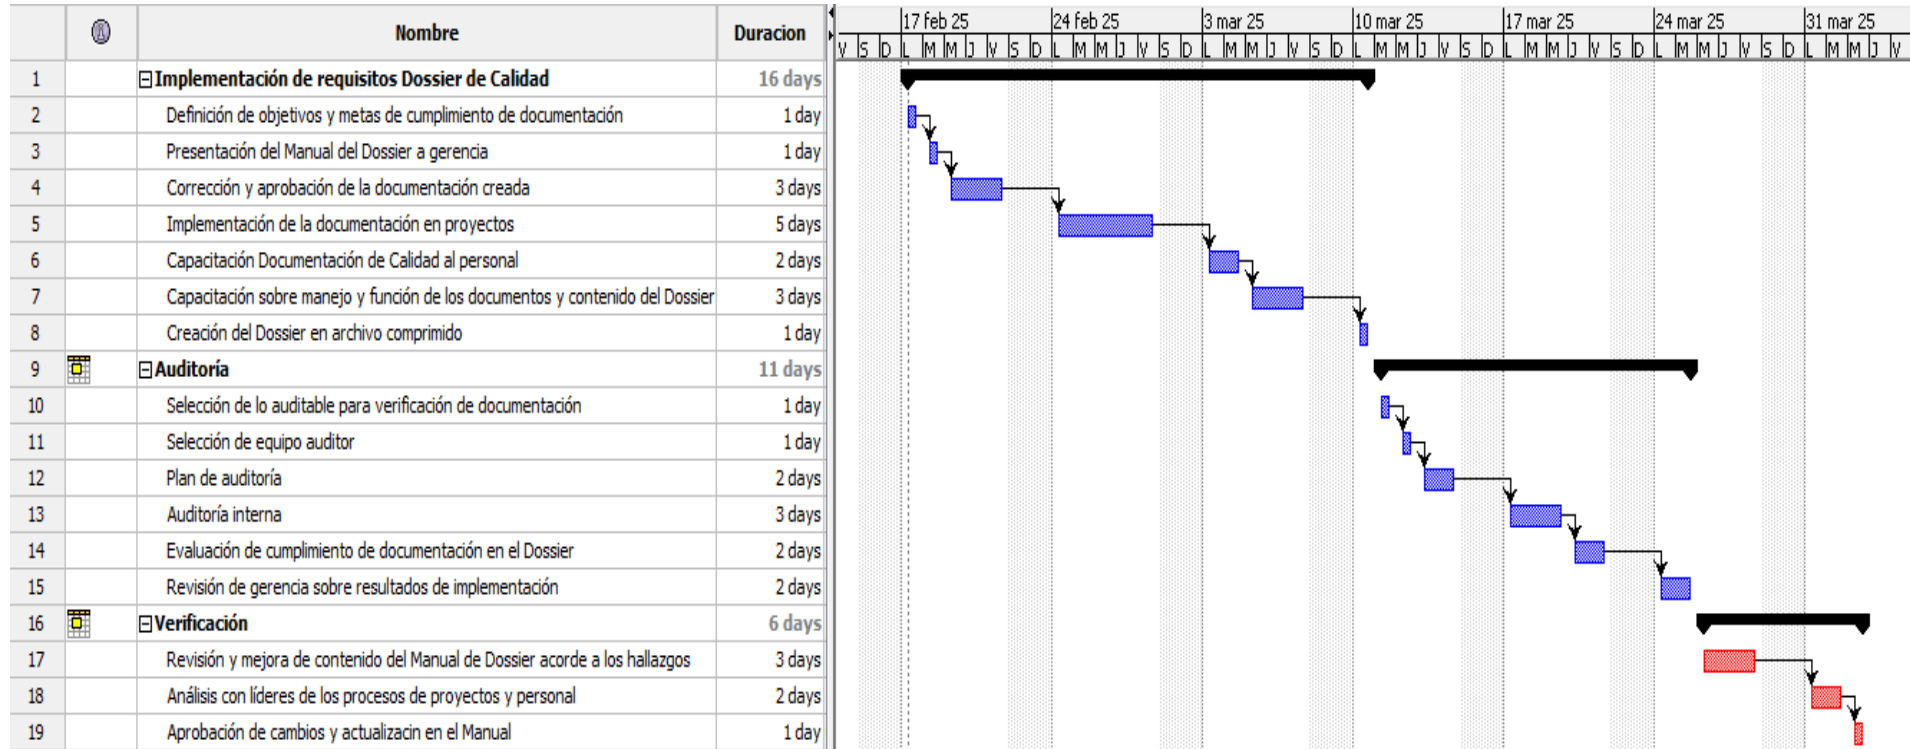 Nombre Duracion
17 feb 25 24 feb 25 3 mar 25 10 mar 25 17 mar 25 24 mar 25 31 mar 25
V S D L M M J V S D L M M J V S D L M M J V S D L M M J V S D L M M J V S D L M M J V S D L M M J V
1 Implementación de requisitos Dossier de Calidad 16 days
2 Definición de objetivos y metas de cumplimiento de documentación 1 day
3 Presentación del Manual del Dossier a gerencia 1 day
4 Corrección y aprobación de la documentación creada 3 days
5 Implementación de la documentación en proyectos 5 days
6 Capacitación Documentación de Calidad al personal 2 days
7 Capacitación sobre manejo y función de los documentos y contenido del Dossier 3 days
8 Creación del Dossier en archivo comprimido 1 day
9 Auditoría 11 days
10 Selección de lo auditable para verificación de documentación 1 day
11 Selección de equipo auditor 1 day
12 Plan de auditoría 2 days
13 Auditoría interna 3 days
14 Evaluación de cumplimiento de documentación en el Dossier 2 days
15 Revisión de gerencia sobre resultados de implementación 2 days
16 Verificación 6 days
17 Revisión y mejora de contenido del Manual de Dossier acorde a los hallazgos 3 days
18 Análisis con líderes de los procesos de proyectos y personal 2 days
19 Aprobación de cambios y actualizacin en el Manual 1 day